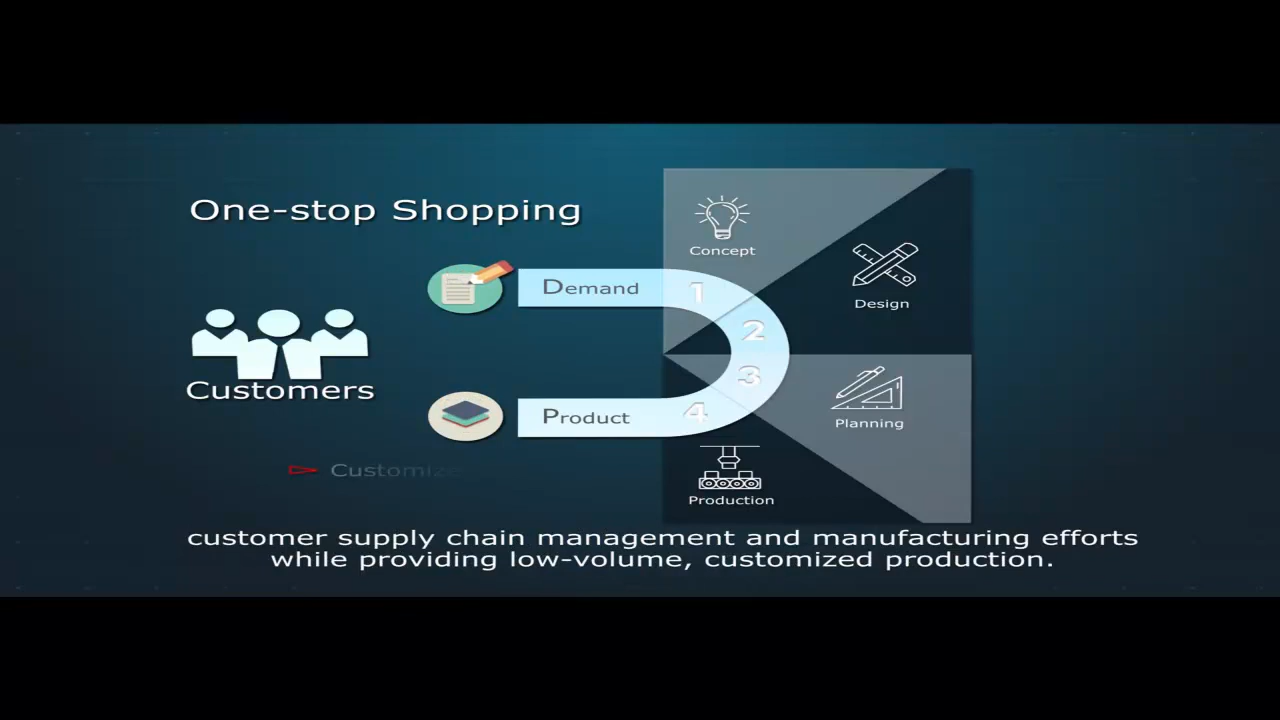 One-stop Shopping
Concept
Demand
1
Design
2
Customers
3
Product
4
Planning
Customize
Production
customer supply chain management and manufacturing efforts
while providing low-volume, customized production.